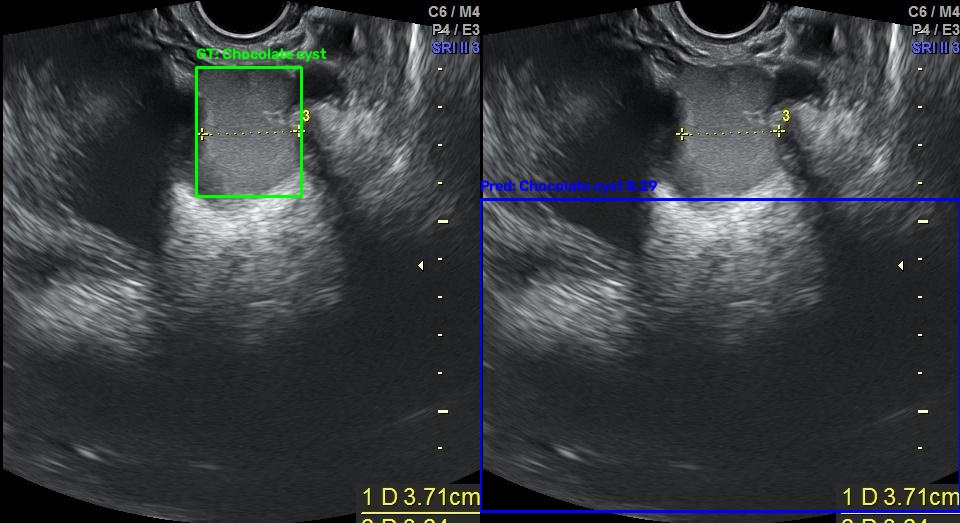 C6 / M4
P4 / E3
SRI II 3
GT: Chocolate cyst
3
1 D 3.71cm
C6 / M4
P4 / E3
SRI II 3
3
Pred: Chocolate cyst 0.29
1 D 3.71cm